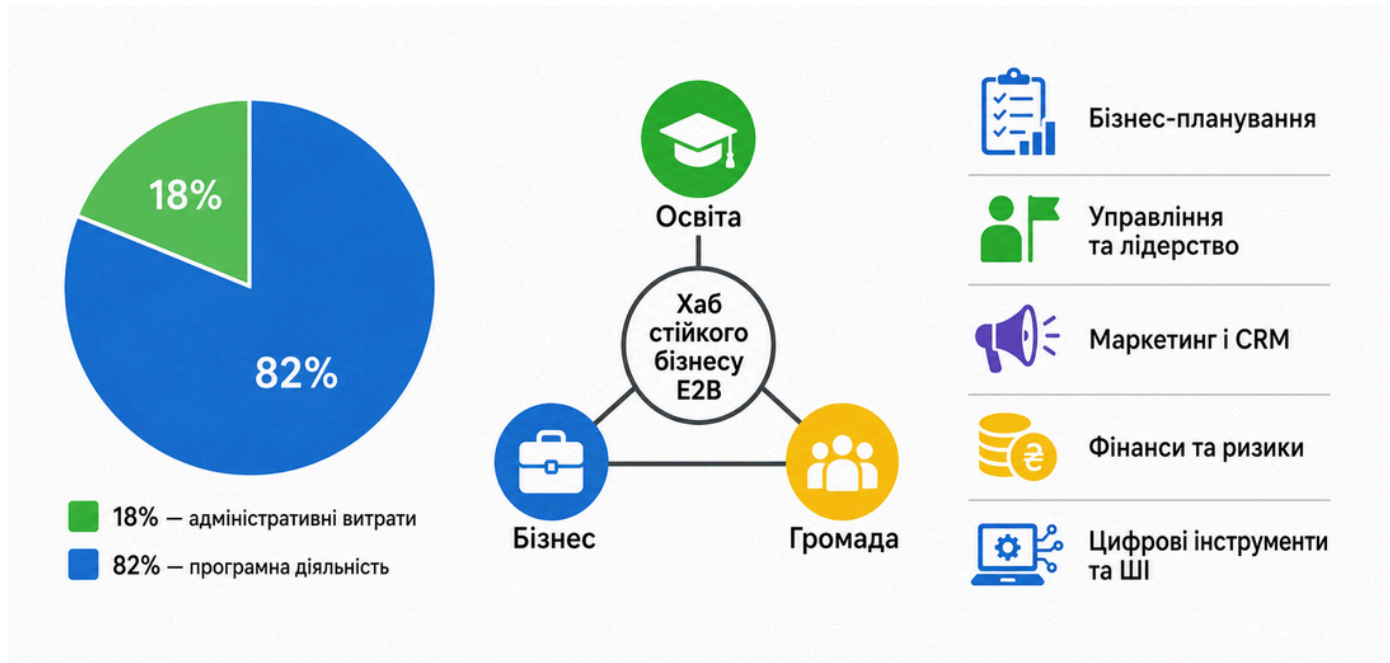 18%
82%
18% — адміністративні витрати
82% — програмна діяльність
Освіта
Хаб
стійкого
бізнесу
E2B
Бізнес
Громада
Бізнес-планування
Управління
та лідерство
Маркетинг і CRM
Фінанси та ризики
₴
Цифрові інструменти
та ШІ